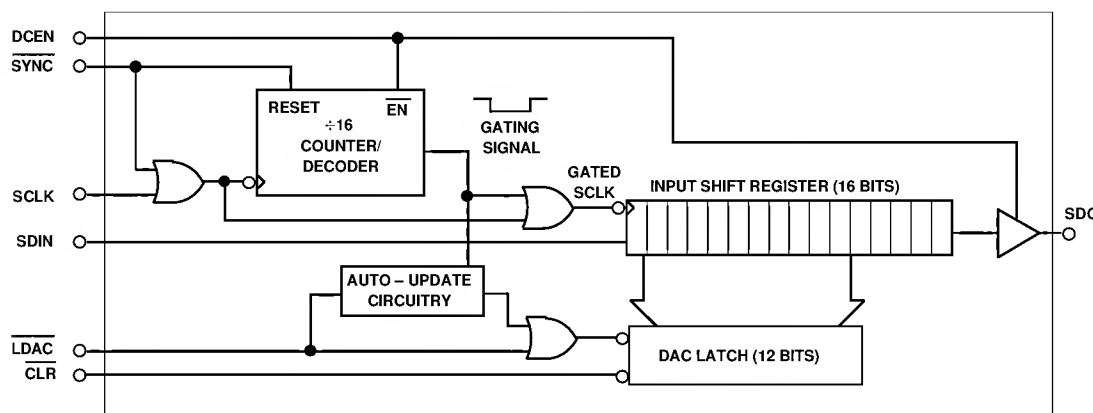 DCEN
SYNC
RESET
EN
÷16
COUNTER/
DECODER
GATING
SIGNAL
SCLK
GATED
SCLK
INPUT SHIFT REGISTER (16 BITS)
SDIN
SDO
AUTO – UPDATE
CIRCUITRY
LDAC
DAC LATCH (12 BITS)
CLR